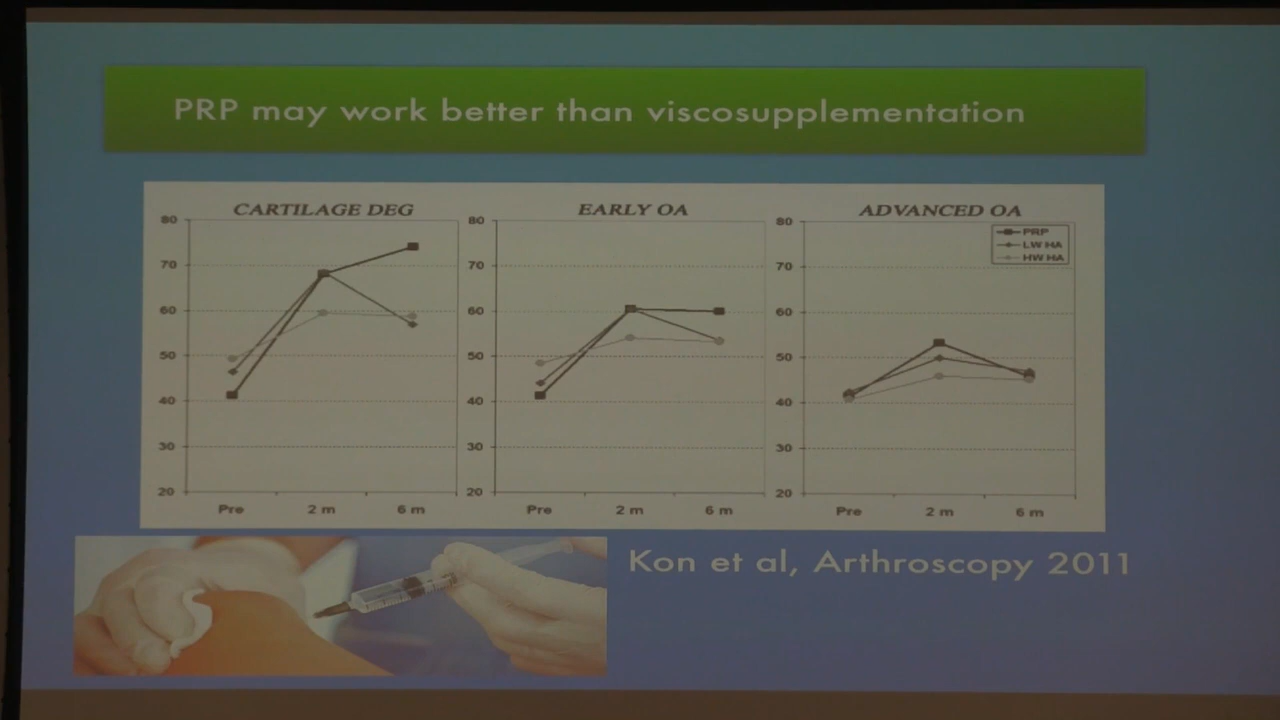 PRP may work better than viscosupplementation
CARTILAGE DEG
80
70
60
50
40
30
20
Pre 2 m 6 m
EARLY OA
80
70
60
50
40
30
20
Pre 2 m 6 m
ADVANCED OA
80
70
60
50
40
30
20
Pre 2 m 6 m
PRP
LW HA
HW HA
Kon et al, Arthroscopy 2011